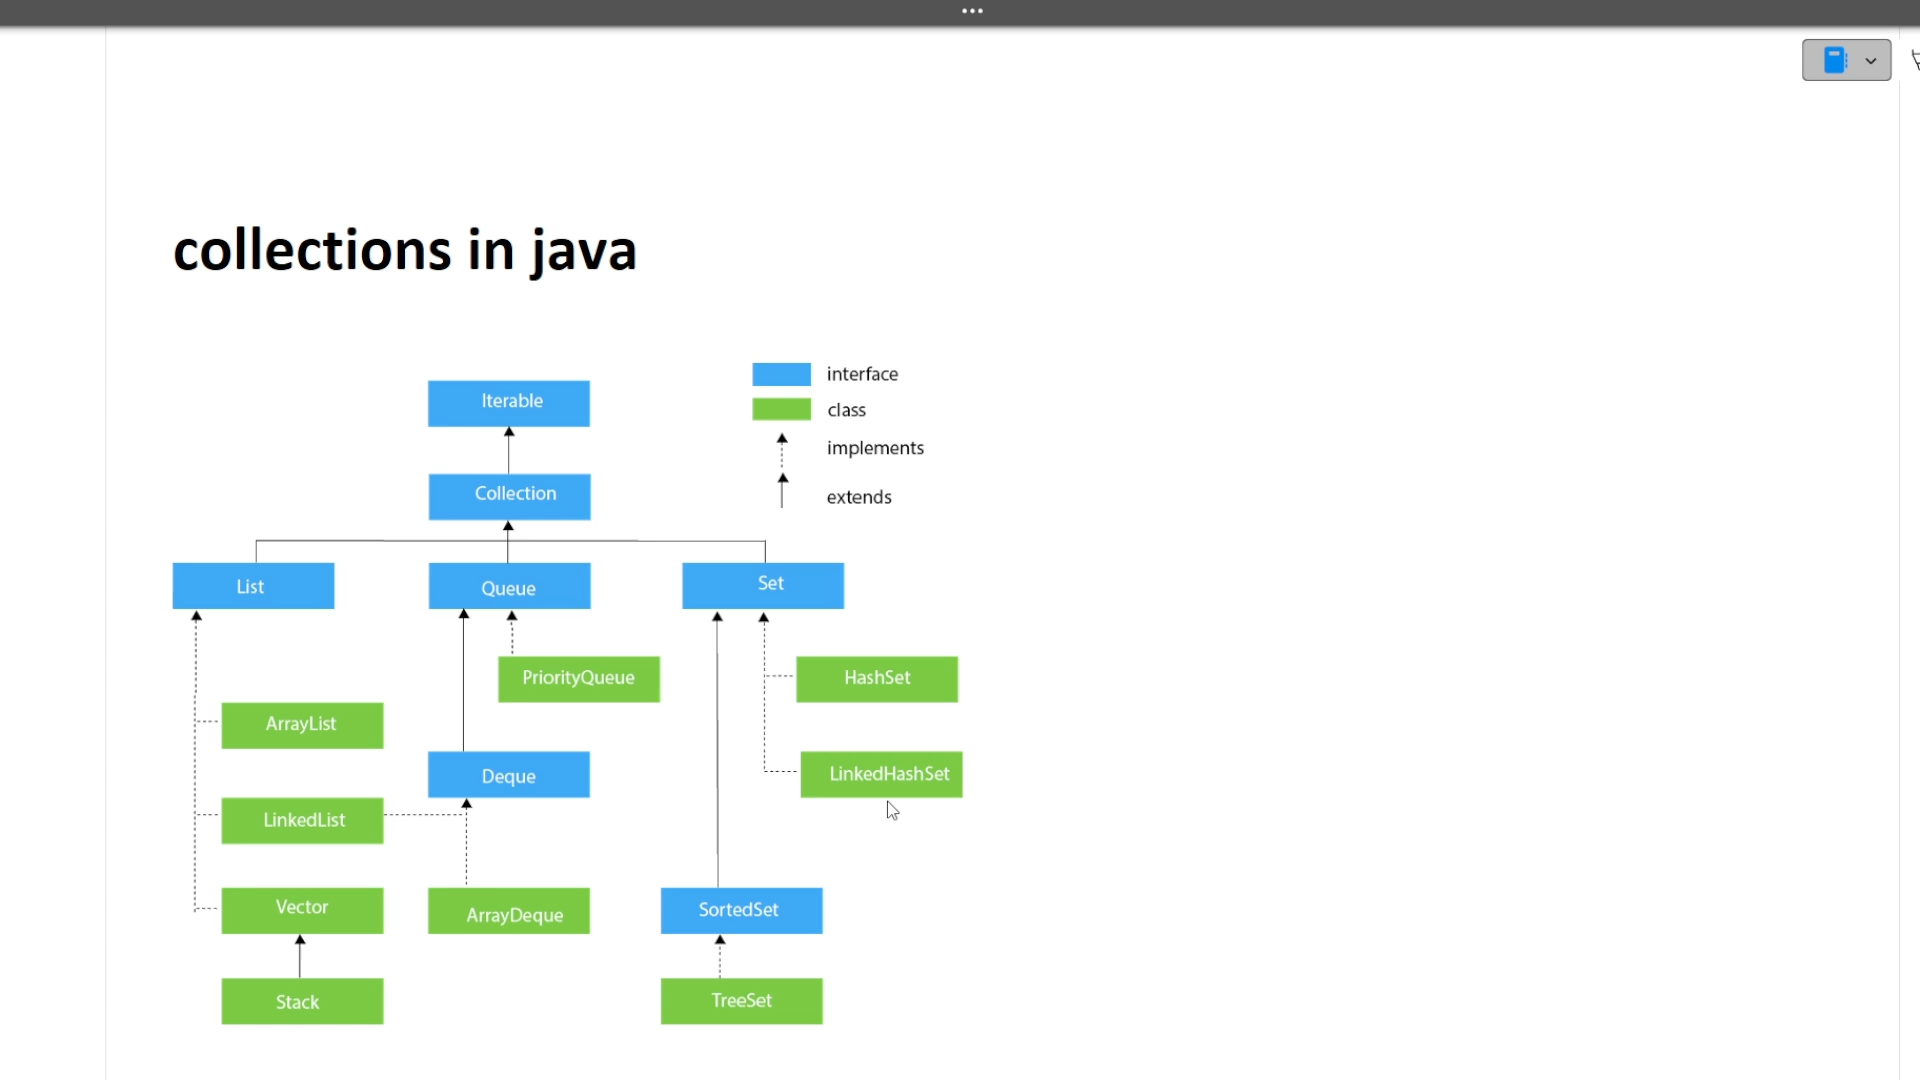 collections in java
interface
class
implements
extends
Iterable
Collection
List
Queue
Set
PriorityQueue
HashSet
ArrayList
Deque
LinkedHashSet
LinkedList
Vector
ArrayDeque
SortedSet
Stack
TreeSet